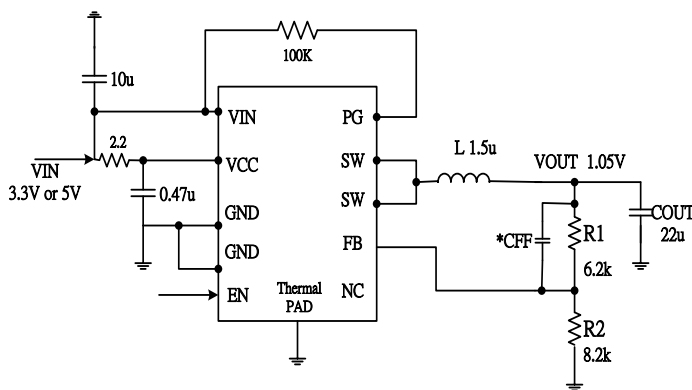 100K
10u
VIN
PG
2.2
L 1.5u
VOUT 1.05V
VIN
3.3V or 5V
VCC
SW
0.47u
SW
GND
COUT
22u
R1
*CFF
FB
GND
6.2k
EN
Thermal
PAD
NC
R2
8.2k